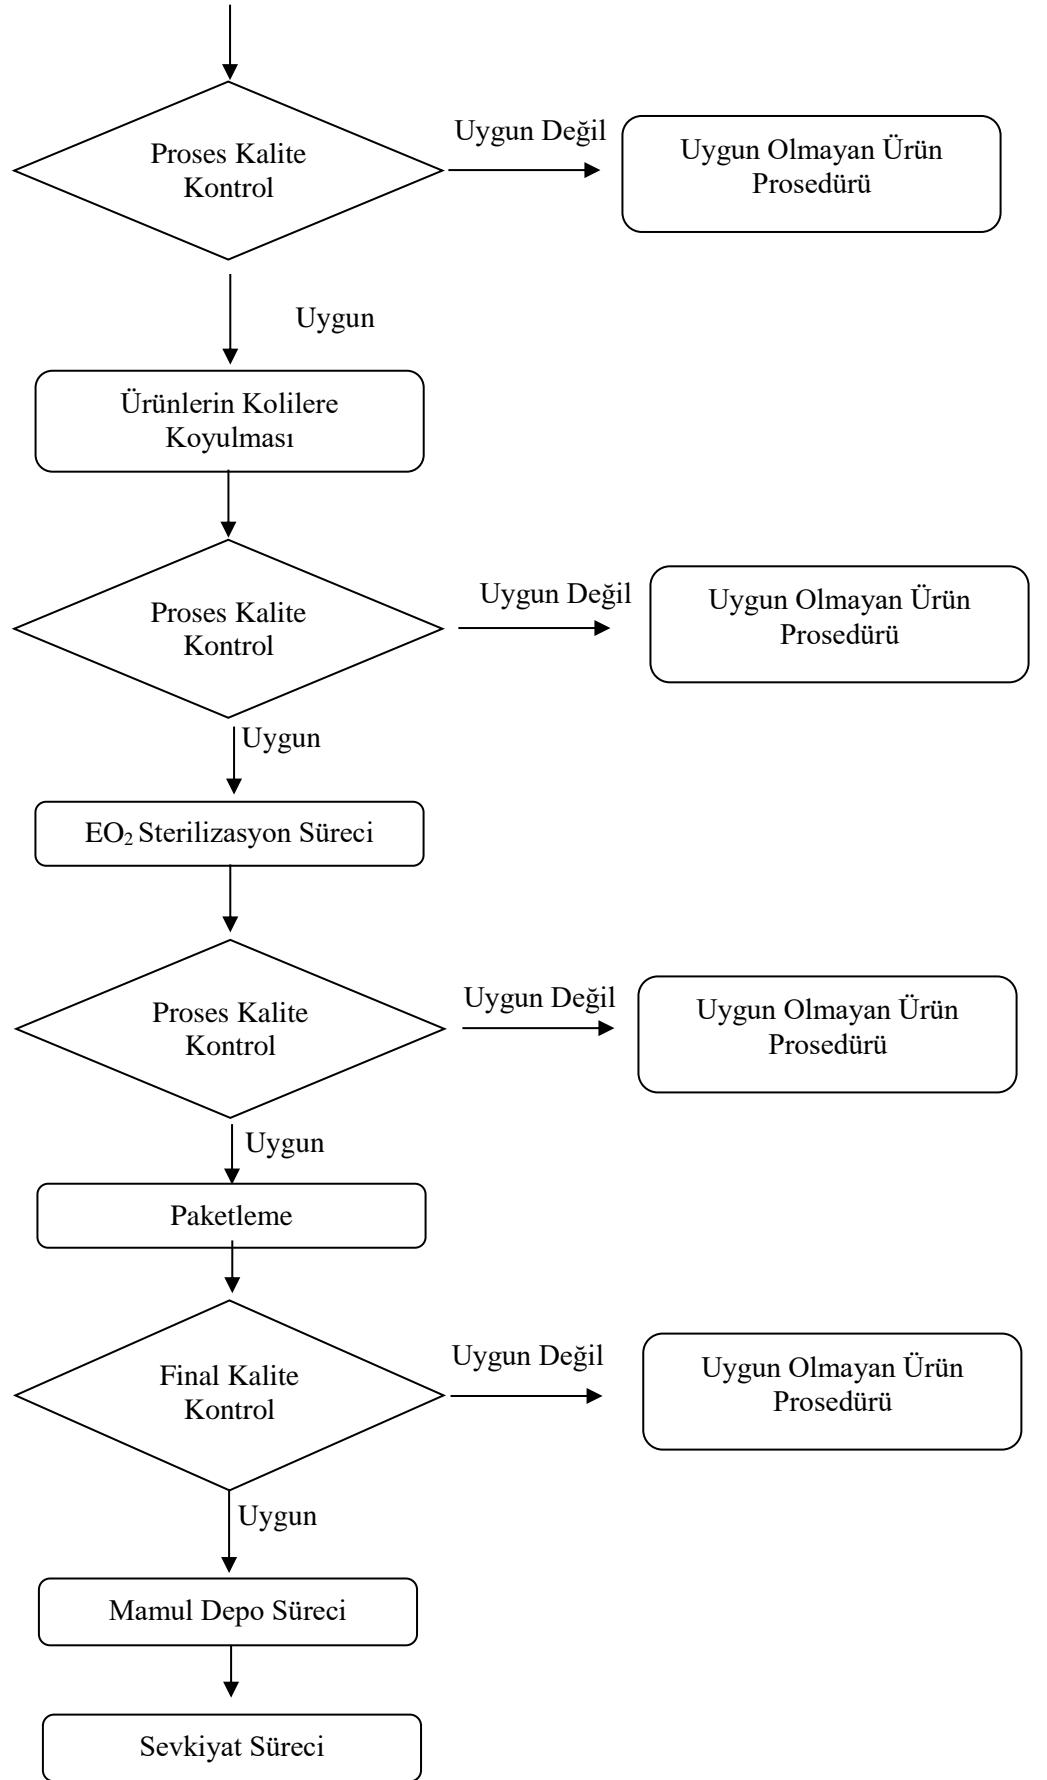 Proses Kalite
Kontrol
Uygun Değil
Uygun Olmayan Ürün
Prosedürü
Uygun
Ürünlerin Kolilere
Koyulması
Proses Kalite
Kontrol
Uygun Değil
Uygun Olmayan Ürün
Prosedürü
Uygun
EO₂ Sterilizasyon Süreci
Proses Kalite
Kontrol
Uygun Değil
Uygun Olmayan Ürün
Prosedürü
Uygun
Paketleme
Final Kalite
Kontrol
Uygun Değil
Uygun Olmayan Ürün
Prosedürü
Uygun
Mamul Depo Süreci
Sevkiyat Süreci